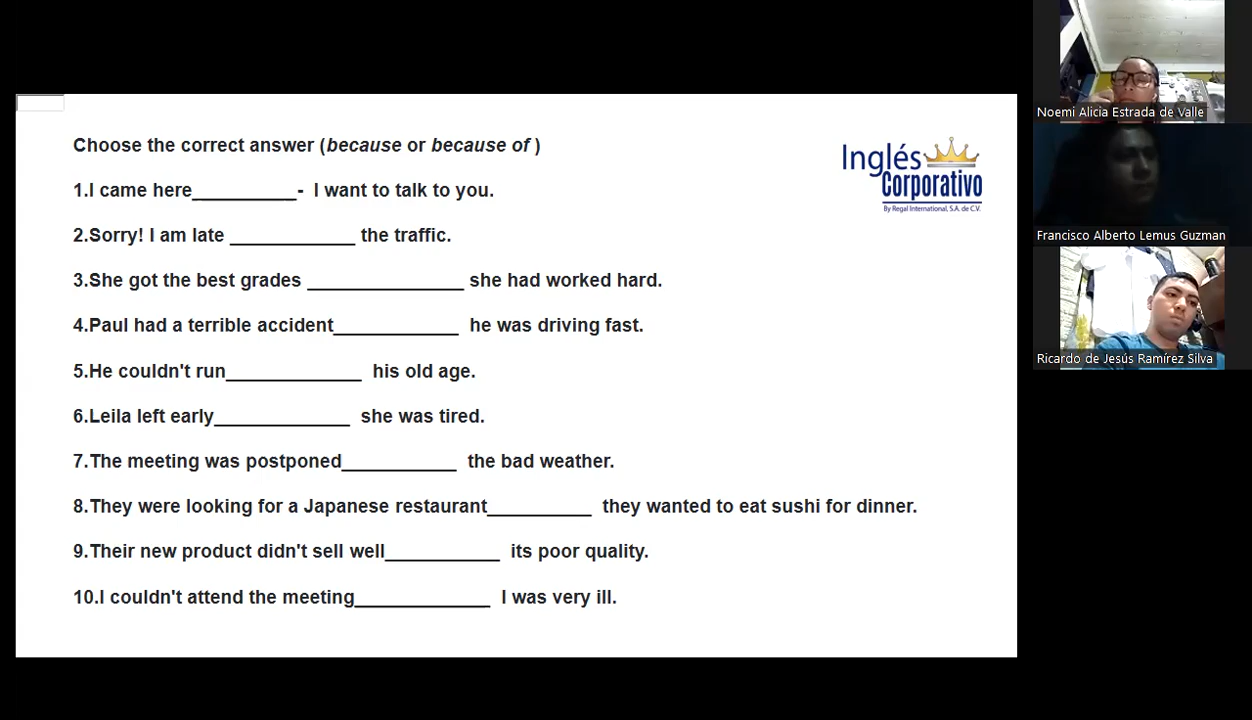 Choose the correct answer (because or because of )
1.I came here__________- I want to talk to you.
2.Sorry! I am late ____________ the traffic.
3.She got the best grades _______________ she had worked hard.
4.Paul had a terrible accident____________ he was driving fast.
5.He couldn't run_____________ his old age.
6.Leila left early_____________ she was tired.
7.The meeting was postponed___________ the bad weather.
8.They were looking for a Japanese restaurant__________ they wanted to eat sushi for dinner.
9.Their new product didn't sell well___________ its poor quality.
10.I couldn't attend the meeting_____________ I was very ill.
Inglés
Corporativo
By Regal International, S.A. de C.V.
Noemi Alicia Estrada de Valle
Francisco Alberto Lemus Guzman
Ricardo de Jesús Ramírez Silva